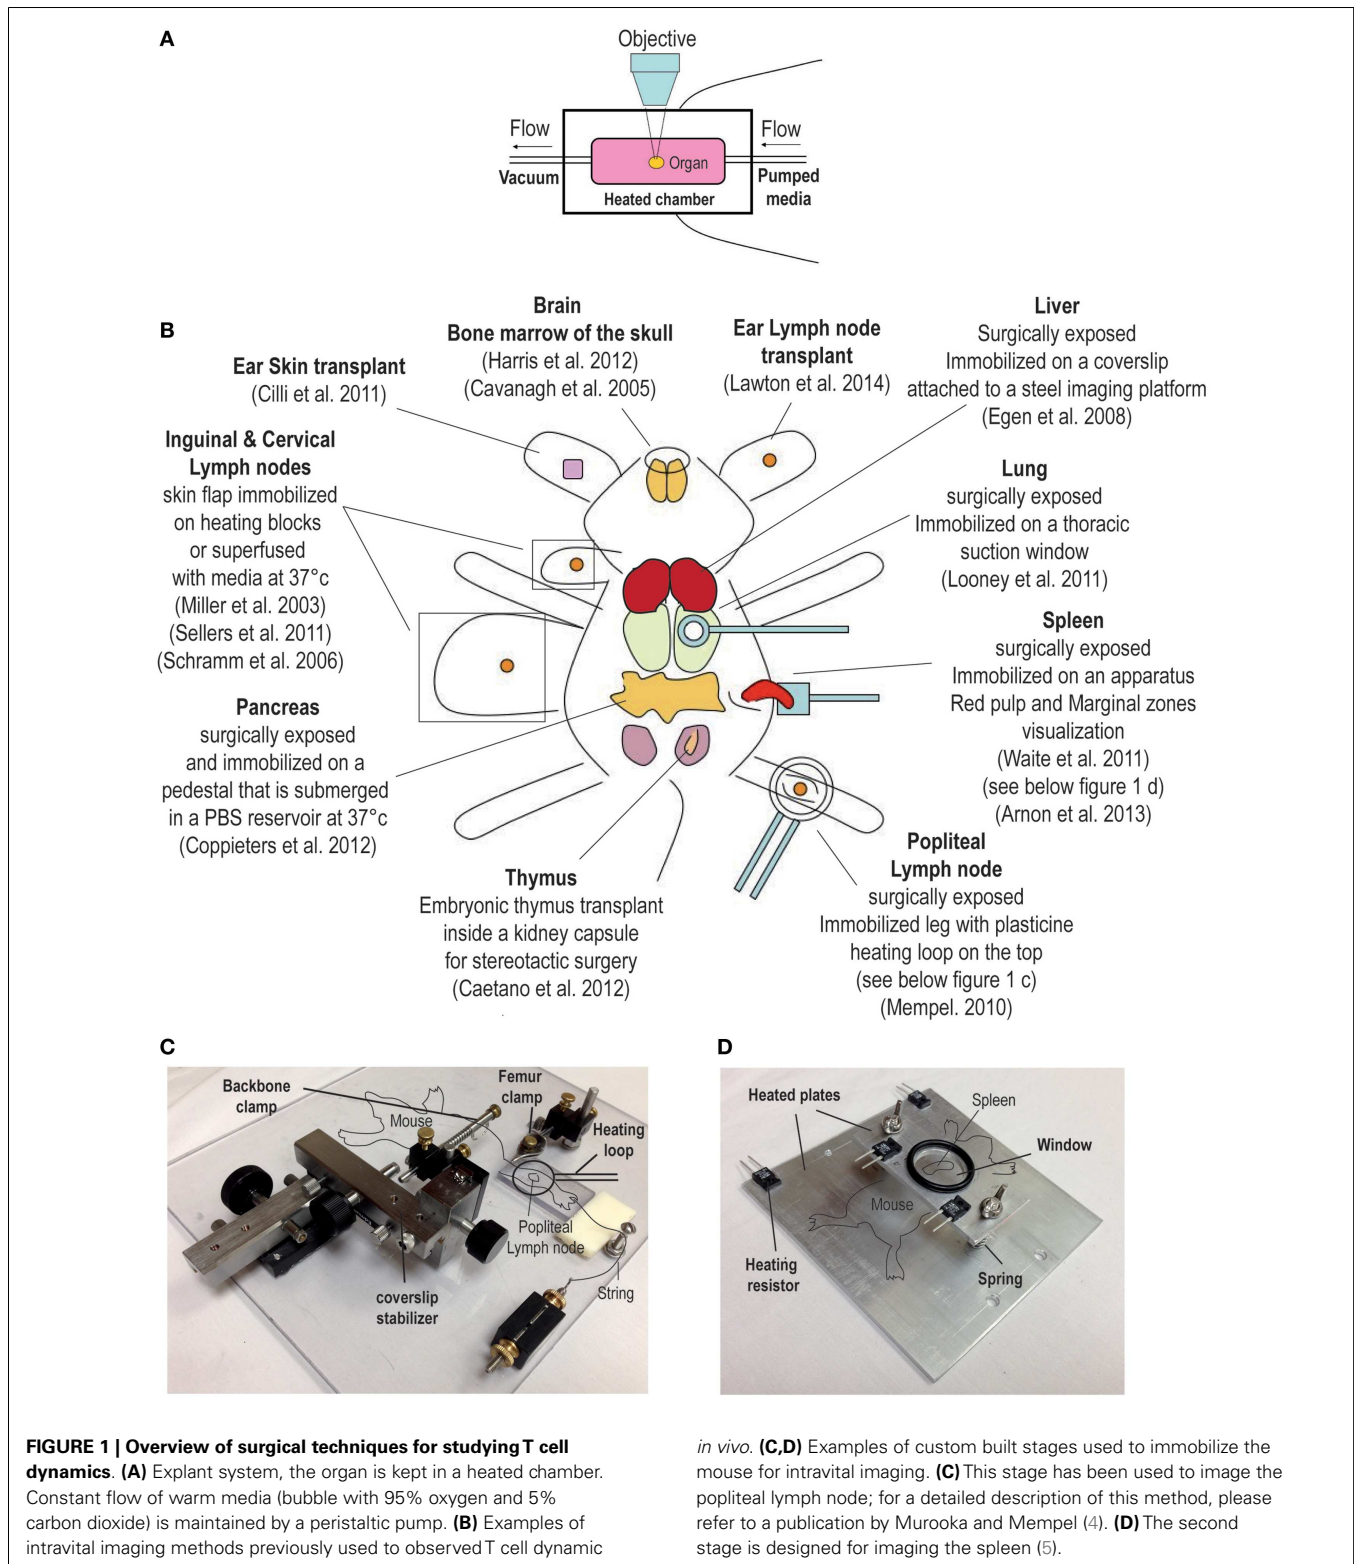 A
Objective
Flow
Flow
Organ
Vacuum
Pumped
media
Heated chamber
B
Brain
Bone marrow of the skull
(Harris et al. 2012)
(Cavanagh et al. 2005)
Ear Skin transplant
(Cilli et al. 2011)
Ear Lymph node
transplant
(Lawton et al. 2014)
Liver
Surgically exposed
Immobilized on a coverslip
attached to a steel imaging platform
(Egen et al. 2008)
Inguinal & Cervical
Lymph nodes
skin flap immobilized
on heating blocks
or superfused
with media at 37°c
(Miller et al. 2003)
(Sellers et al. 2011)
(Schramm et al. 2006)
Lung
surgically exposed
Immobilized on a thoracic
suction window
(Looney et al. 2011)
Spleen
surgically exposed
Immobilized on an apparatus
Red pulp and Marginal zones
visualization
(Waite et al. 2011)
(see below figure 1 d)
(Arnon et al. 2013)
Pancreas
surgically exposed
and immobilized on a
pedestal that is submerged
in a PBS reservoir at 37°c
(Coppieters et al. 2012)
Thymus
Embryonic thymus transplant
inside a kidney capsule
for stereotactic surgery
(Caetano et al. 2012)
Popliteal
Lymph node
surgically exposed
Immobilized leg with plasticine
heating loop on the top
(see below figure 1 c)
(Mempel. 2010)
C
Backbone
clamp
Mouse
Femur
clamp
Heating
loop
Popliteal
Lymph node
coverslip
stabilizer
String
D
Heated plates
Spleen
Window
Mouse
Heating
resistor
Spring
FIGURE 1 | Overview of surgical techniques for studying T cell
dynamics. (A) Explant system, the organ is kept in a heated chamber.
Constant flow of warm media (bubble with 95% oxygen and 5%
carbon dioxide) is maintained by a peristaltic pump. (B) Examples of
intravital imaging methods previously used to observed T cell dynamic
in vivo. (C,D) Examples of custom built stages used to immobilize the
mouse for intravital imaging. (C) This stage has been used to image the
popliteal lymph node; for a detailed description of this method, please
refer to a publication by Murooka and Mempel (4). (D) The second
stage is designed for imaging the spleen (5).